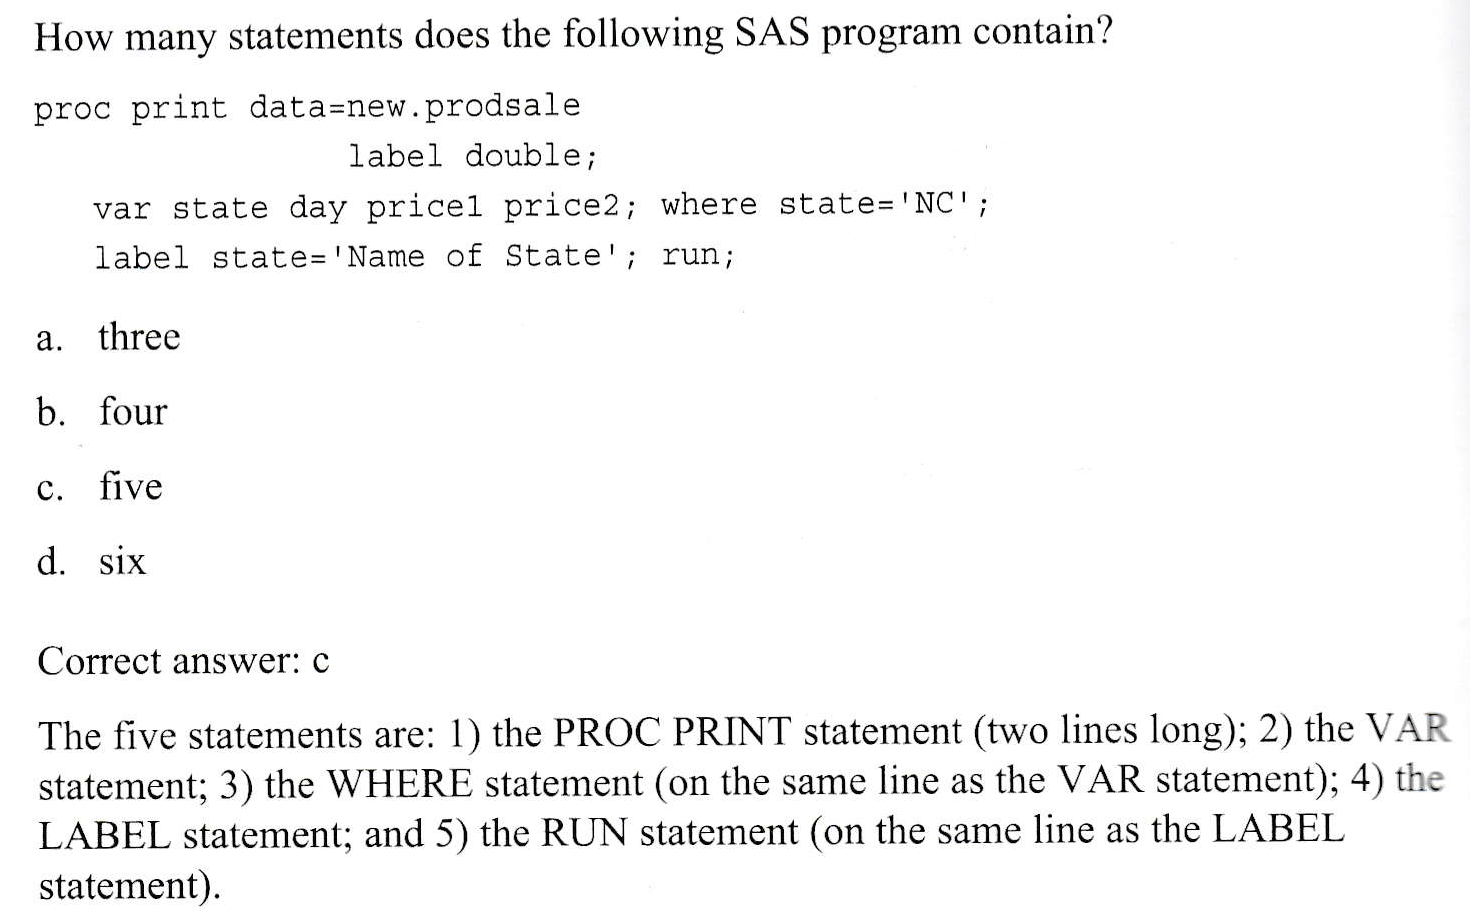 How many statements does the following SAS program contain?
proc print data=new.prodsale
label double;
var state day price1 price2; where state='NC';
label state='Name of State'; run;
a. three
b. four
c. five
d. six
Correct answer: c
The five statements are: 1) the PROC PRINT statement (two lines long); 2) the VAR
statement; 3) the WHERE statement (on the same line as the VAR statement); 4) the
LABEL statement; and 5) the RUN statement (on the same line as the LABEL
statement).